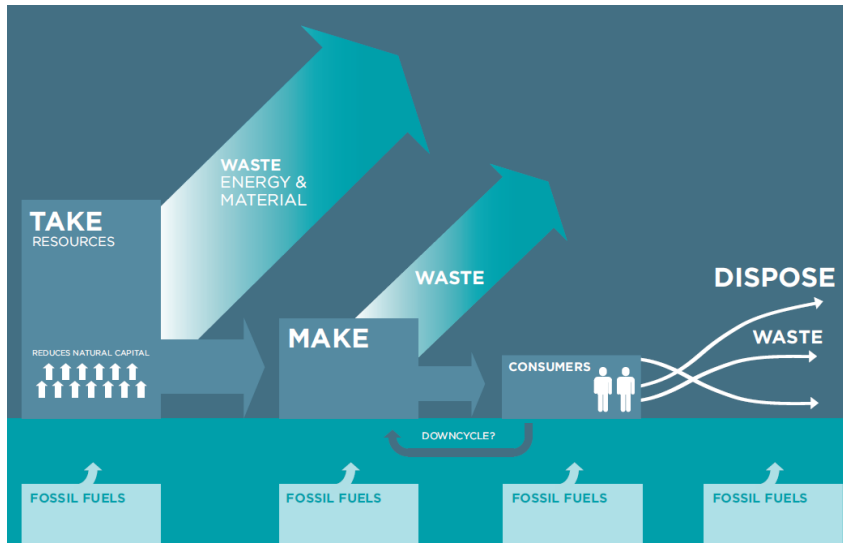 WASTE
ENERGY &
MATERIAL
TAKE
RESOURCES
REDUCES NATURAL CAPITAL
WASTE
MAKE
CONSUMERS
DISPOSE
WASTE
DOWNCYCLE?
FOSSIL FUELS
FOSSIL FUELS
FOSSIL FUELS
FOSSIL FUELS